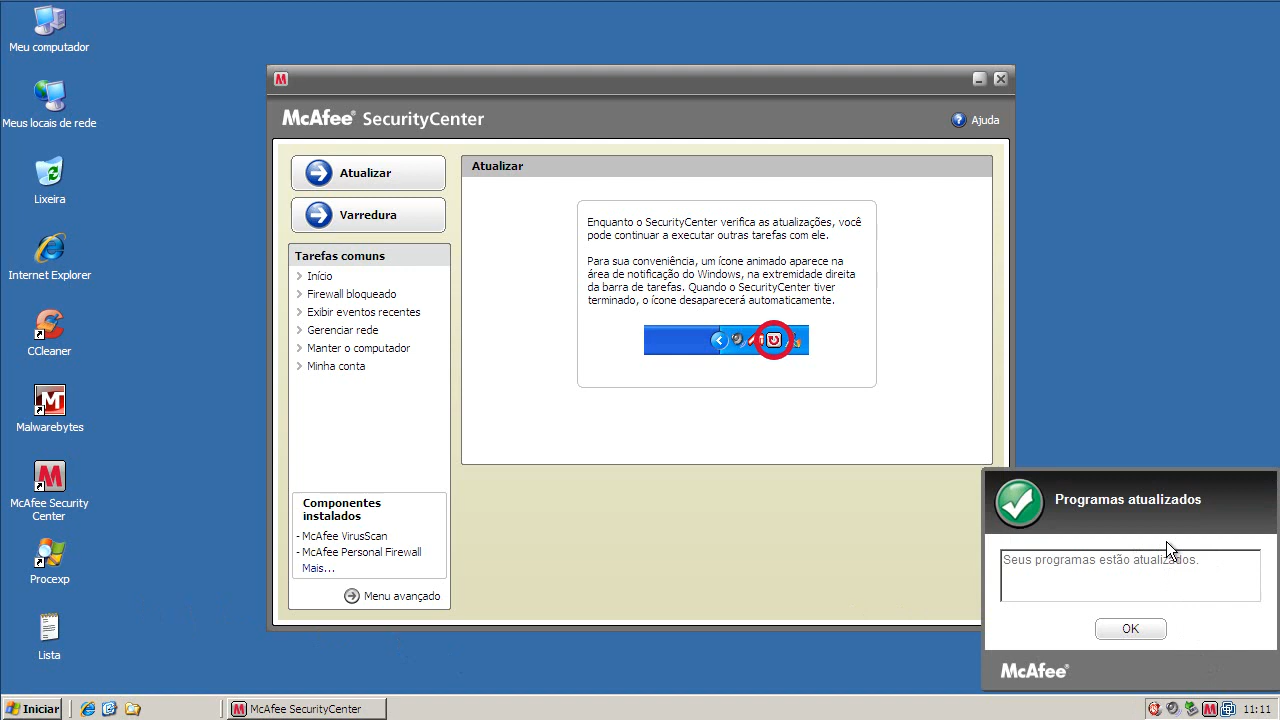 Meu computador
Meus locais de rede
Lixeira
Internet Explorer
CCleaner
Malwarebytes
McAfee Security
Center
Procexp
Lista
McAfee® SecurityCenter
Ajuda
Atualizar
Varredura
Tarefas comuns
Início
Firewall bloqueado
Exibir eventos recentes
Gerenciar rede
Manter o computador
Minha conta
Componentes
instalados
- McAfee VirusScan
- McAfee Personal Firewall
Mais...
Menu avançado
Atualizar
Enquanto o SecurityCenter verifica as atualizações, você
pode continuar a executar outras tarefas com ele.
Para sua conveniência, um ícone animado aparece na
área de notificação do Windows, na extremidade direita
da barra de tarefas. Quando o SecurityCenter tiver
terminado, o ícone desaparecerá automaticamente.
Programas atualizados
Seus programas estão atualizados.
OK
McAfee®
Iniciar
McAfee SecurityCenter
11:11